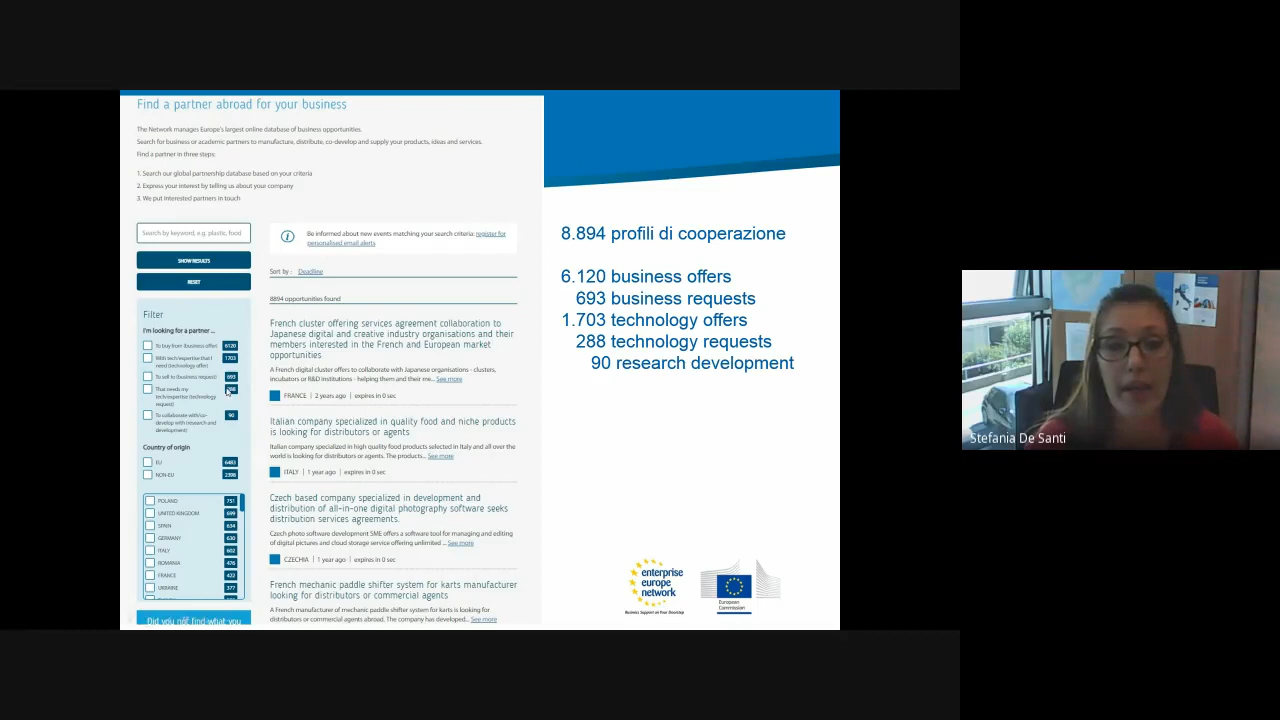 Find a partner abroad for your business
The Network manages Europe's largest online database of business opportunities.
Search for business or academic partners to manufacture, distribute, co-develop and supply your products, ideas and services.
Find a partner in three steps:
1. Search our global partnership database based on your criteria
2. Express your interest by telling us about your company
3. We put interested partners in touch
Search by keyword, e.g. plastic, food
SHOW RESULTS
RESET
Filter
I'm looking for a partner ...
To buy from (business offer) 6120
With tech/expertise that I
need (technology offer)
1703
To sell to (business request) 693
That needs my
tech/expertise (technology
request)
288
To collaborate with/co-
develop with (research and
development)
90
Country of origin
EU 6483
NON-EU 2398
POLAND 751
UNITED KINGDOM 699
SPAIN 634
GERMANY 630
ITALY 602
ROMANIA 476
FRANCE 422
UKRAINE 377
Did you not find what you
Be informed about new events matching your search criteria: register for
personalised email alerts
Sort by : Deadline
8894 opportunities found
French cluster offering services agreement collaboration to
Japanese digital and creative industry organisations and their
members interested in the French and European market
opportunities
A French digital cluster offers to collaborate with Japanese organisations - clusters,
incubators or R&D institutions - helping them and their me... See more
FRANCE | 2 years ago | expires in 0 sec
Italian company specialized in quality food and niche products
is looking for distributors or agents
Italian company specialized in high quality food products selected in Italy and all over the
world is looking for distributors or agents. The products... See more
ITALY | 1 year ago | expires in 0 sec
Czech based company specialized in development and
distribution of all-in-one digital photography software seeks
distribution services agreements.
Czech photo software development SME offers a software tool for managing and editing
of digital pictures and cloud storage service offering unlimited ... See more
CZECHIA | 1 year ago | expires in 0 sec
French mechanic paddle shifter system for karts manufacturer
looking for distributors or commercial agents
A French manufacturer of mechanic paddle shifter system for karts is looking for
distributors or commercial agents abroad. The company has developed... See more
8.894 profili di cooperazione
6.120 business offers
693 business requests
1.703 technology offers
288 technology requests
90 research development
enterprise
europe
network
Business Support on Your Doorstep
European
Commission
Stefania De Santi